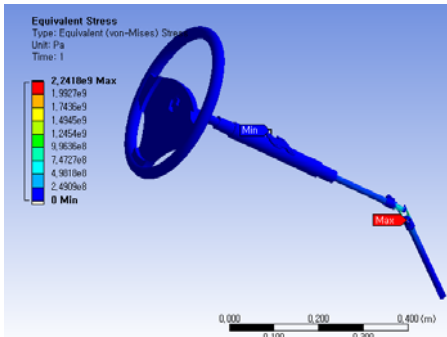 Equivalent Stress
Type: Equivalent (von-Mises) Stress
Unit: Pa
Time: 1
2,2418e9 Max
1,9927e9
1,7436e9
1,4945e9
1,2454e9
9,9636e8
7,4727e8
4,9818e8
2,4909e8
0 Min
Min
Max
0,000 0,200 0,400 (m)
0,100 0,300